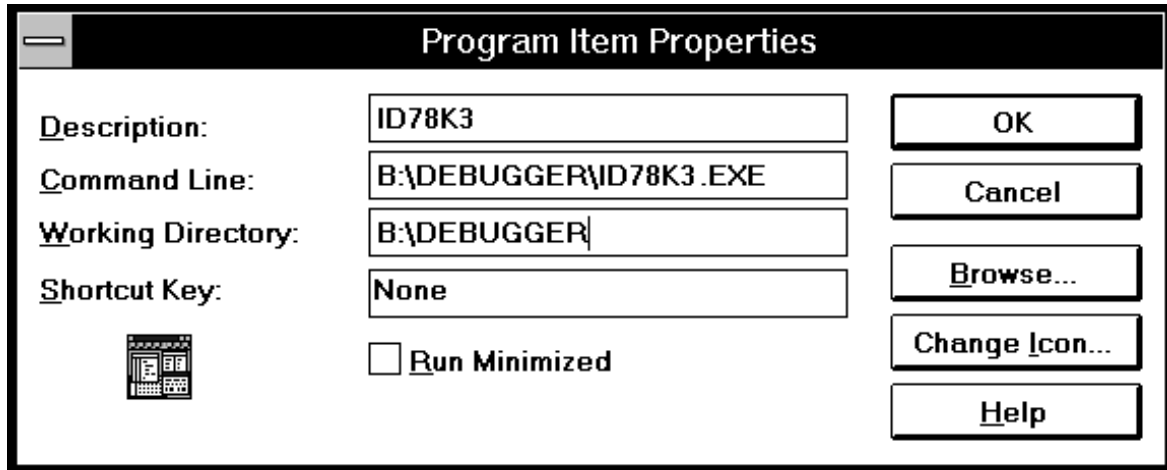 Program Item Properties
Description: ID78K3 OK
Command Line: B:\DEBUGGER\ID78K3.EXE Cancel
Working Directory: B:\DEBUGGER
Shortcut Key: None Browse...
Run Minimized Change Icon...
Help